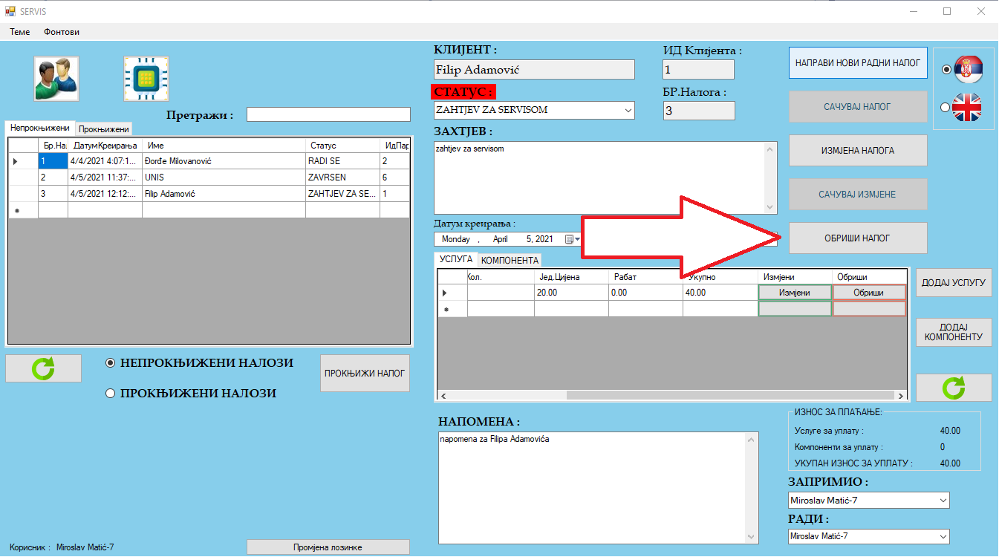 SERVIS
Теме Фонтови
Претражи :
Непрокњижени Прокњижени
Бр.На. ДатумКреирања Име Статус ИдПар
1 4/4/2021 4:07:1... Đorđe Milovanović RADI SE 2
2 4/5/2021 11:37:... UNIS ZAVRSEN 6
3 4/5/2021 12:12:... Filip Adamović ZAHTJEV ZA SE... 1
НЕПРОКЊИЖЕНИ НАЛОЗИ
ПРОКЊИЖЕНИ НАЛОЗИ
ПРОКЊИЖИ НАЛОГ
Корисник : Miroslav Matić-7
Промјена лозинке
КЛИЈЕНТ :
Filip Adamović
ИД Клијента :
1
СТАТУС :
ZAHTJEV ZA SERVISOM
БР.Налога :
3
ЗАХТЈЕВ :
zahtjev za servisom
Датум креирања :
Monday , April 5, 2021
УСЛУГА КОМПОНЕНТА
Кол. Јед.Цијена Рабат Укупно Измјени Обриши
20.00 0.00 40.00 Измјени Обриши
НАПОМЕНА :
napomena za Filipa Adamovića
НАПРАВИ НОВИ РАДНИ НАЛОГ
САЧУВАЈ НАЛОГ
ИЗМЈЕНА НАЛОГА
САЧУВАЈ ИЗМЈЕНЕ
ОБРИШИ НАЛОГ
ДОДАЈ УСЛУГУ
ДОДАЈ
КОМПОНЕНТУ
ИЗНОС ЗА ПЛАЋАЊЕ:
Услуге за уплату : 40.00
Компоненти за уплату : 0
УКУПАН ИЗНОС ЗА УПЛАТУ : 40.00
ЗАПРИМИО :
Miroslav Matić-7
РАДИ :
Miroslav Matić-7